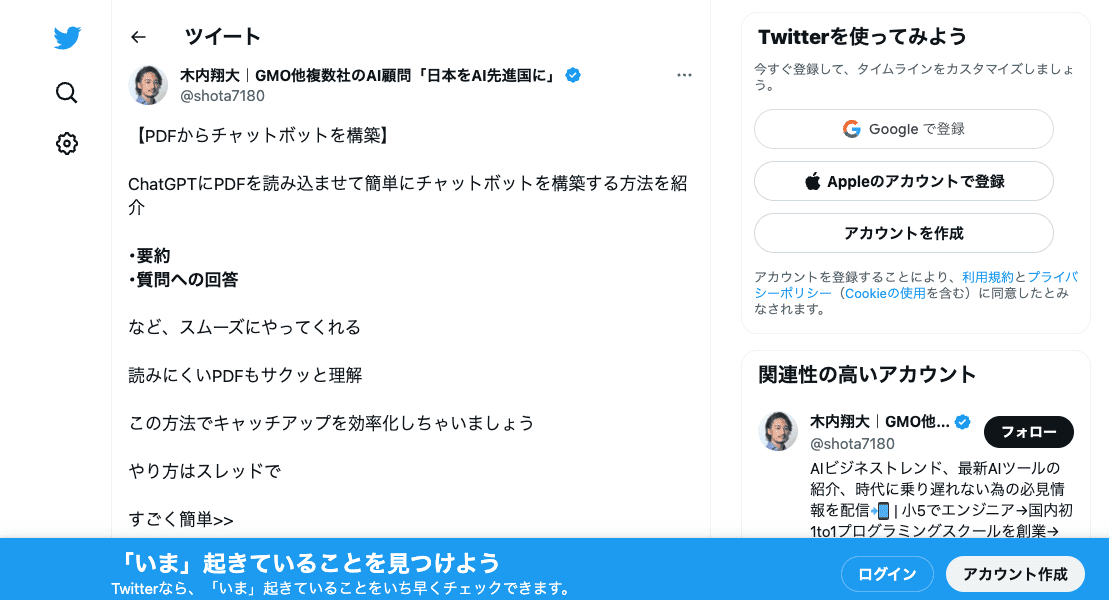 ツイート
木内翔大｜GMO他複数社のAI顧問「日本をAI先進国に」
@shota7180
【PDFからチャットボットを構築】
ChatGPTにPDFを読み込ませて簡単にチャットボットを構築する方法を紹
介
・要約
・質問への回答
など、スムーズにやってくれる
読みにくいPDFもサクッと理解
この方法でキャッチアップを効率化しちゃいましょう
やり方はスレッドで
すごく簡単>>
Twitterを使ってみよう
今すぐ登録して、タイムラインをカスタマイズしましょ
う。
Google で登録
Appleのアカウントで登録
アカウントを作成
アカウントを登録することにより、利用規約とプライバ
シーポリシー（Cookieの使用を含む）に同意したとみ
なされます。
関連性の高いアカウント
木内翔大｜GMO他...
フォロー
@shota7180
AIビジネストレンド、最新AIツールの
紹介、時代に乗り遅れない為の必見情
報を配信📲 | 小5でエンジニア→国内初
1to1プログラミングスクールを創業→
「いま」起きていることを見つけよう
Twitterなら、「いま」起きていることをいち早くチェックできます。
ログイン
アカウント作成